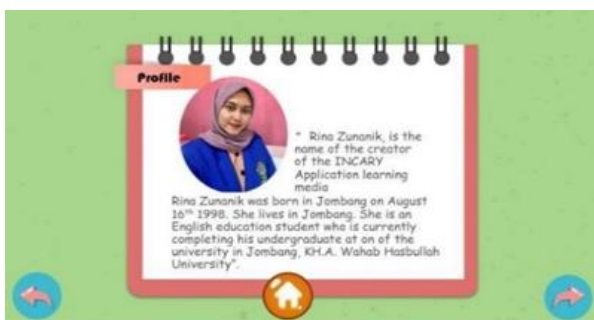 Profile
" Rina Zunanik, is the
name of the creator
of the INCARY
Application learning
media
Rina Zunanik was born in Jombang on August
16th 1998. She lives in Jombang. She is an
English education student who is currently
completing his undergraduate at on of the
university in Jombang, KH.A. Wahab Hasbullah
University".